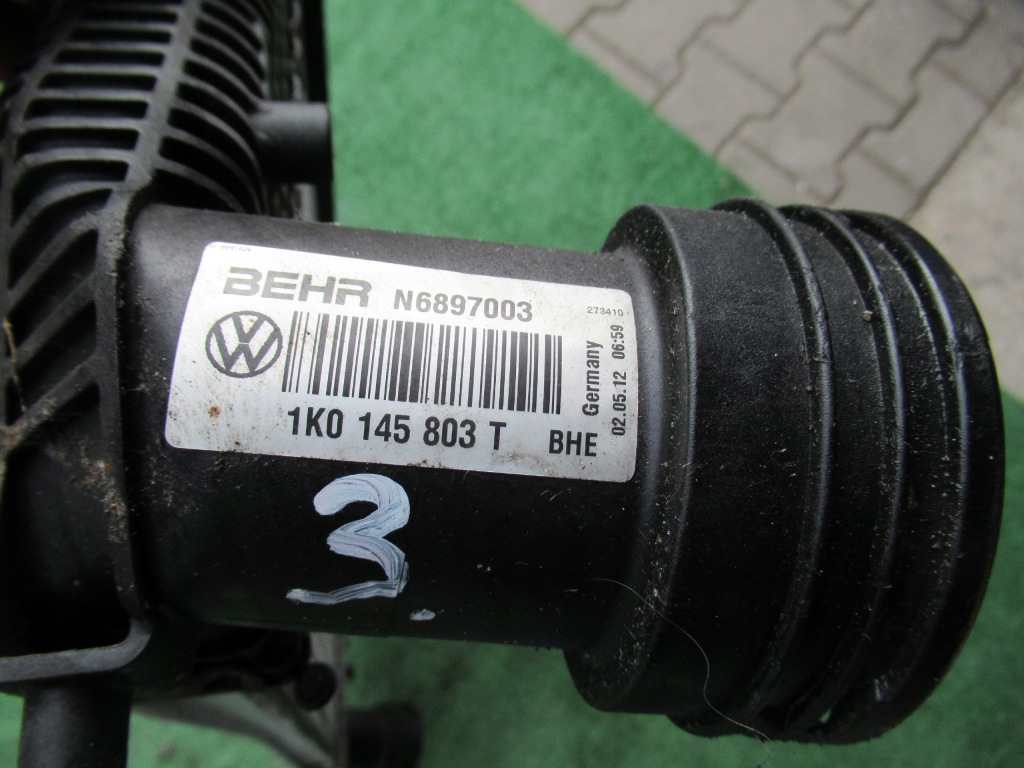 BEHR N6897003
273410
1K0 145 803 T BHE
Germany
02.05.12 06:59
3